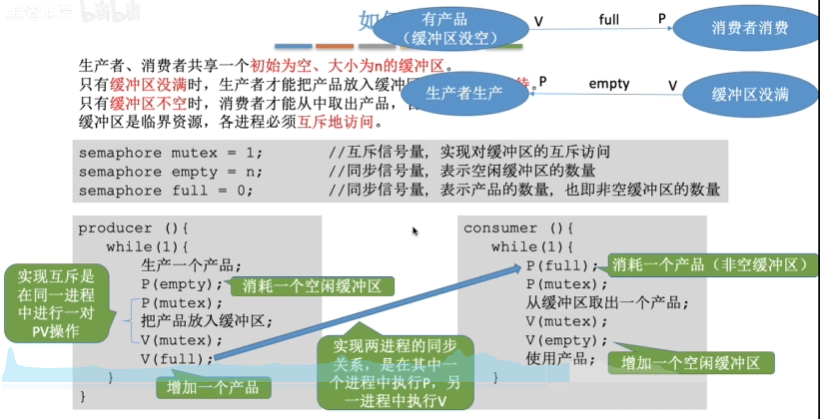 有产品
（缓冲区没空）
V
full
P
消费者消费
生产者、消费者共享一个初始为空、大小为n的缓冲区。
只有缓冲区没满时，生产者才能把产品放入缓冲区
待。
生产者生产
P
empty
V
缓冲区没满
只有缓冲区不空时，消费者才能从中取出产品，
缓冲区是临界资源，各进程必须互斥地访问。
semaphore mutex = 1; //互斥信号量，实现对缓冲区的互斥访问
semaphore empty = n; //同步信号量，表示空闲缓冲区的数量
semaphore full = 0; //同步信号量，表示产品的数量，也即非空缓冲区的数量
producer (){
while(1){
生产一个产品;
P(empty);
消耗一个空闲缓冲区
P(mutex);
把产品放入缓冲区;
V(mutex);
V(full);
增加一个产品
}
}
实现互斥是
在同一进程
中进行一对
PV操作
实现两进程的同步
关系，是在其中一
个进程中执行P，另
一进程中执行V
consumer (){
while(1){
P(full);
消耗一个产品（非空缓冲区）
P(mutex);
从缓冲区取出一个产品;
V(mutex);
V(empty);
增加一个空闲缓冲区
使用产品;
}
}